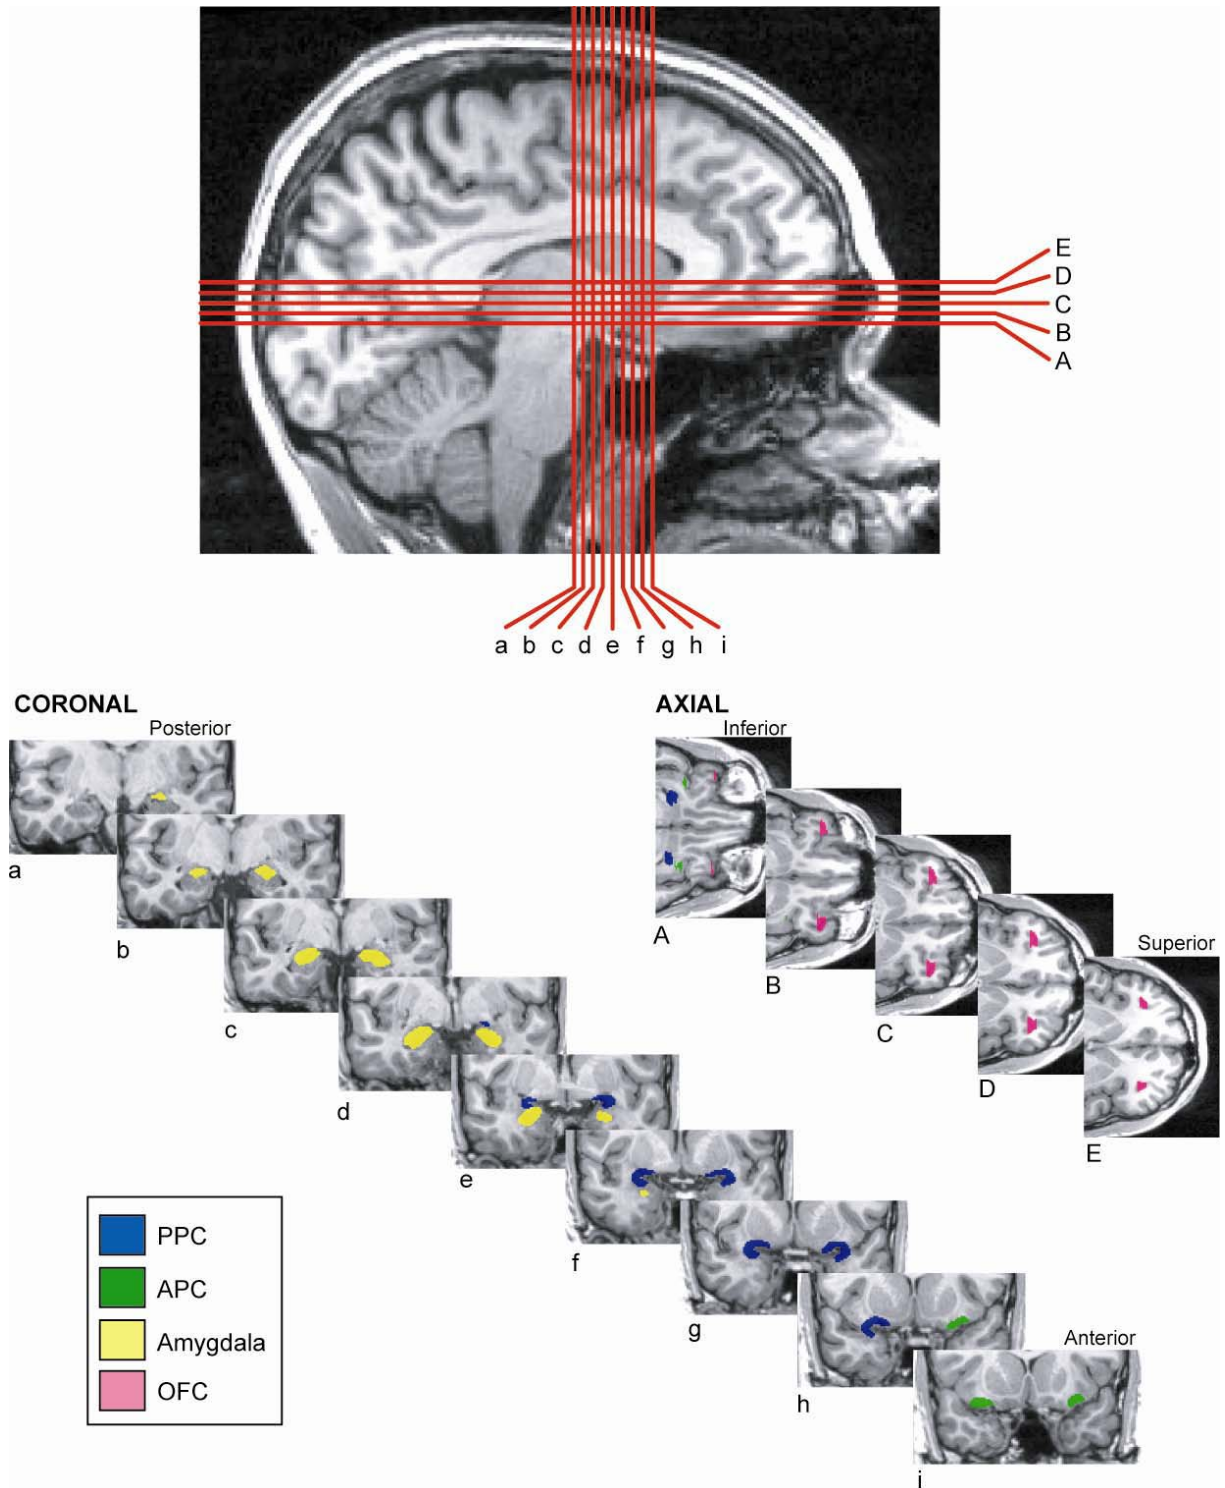 E
D
C
B
A
a b c d e f g h i
CORONAL
Posterior
a
b
c
d
e
f
g
h
Anterior
i
AXIAL
Inferior
A
B
C
D
Superior
E
PPC
APC
Amygdala
OFC